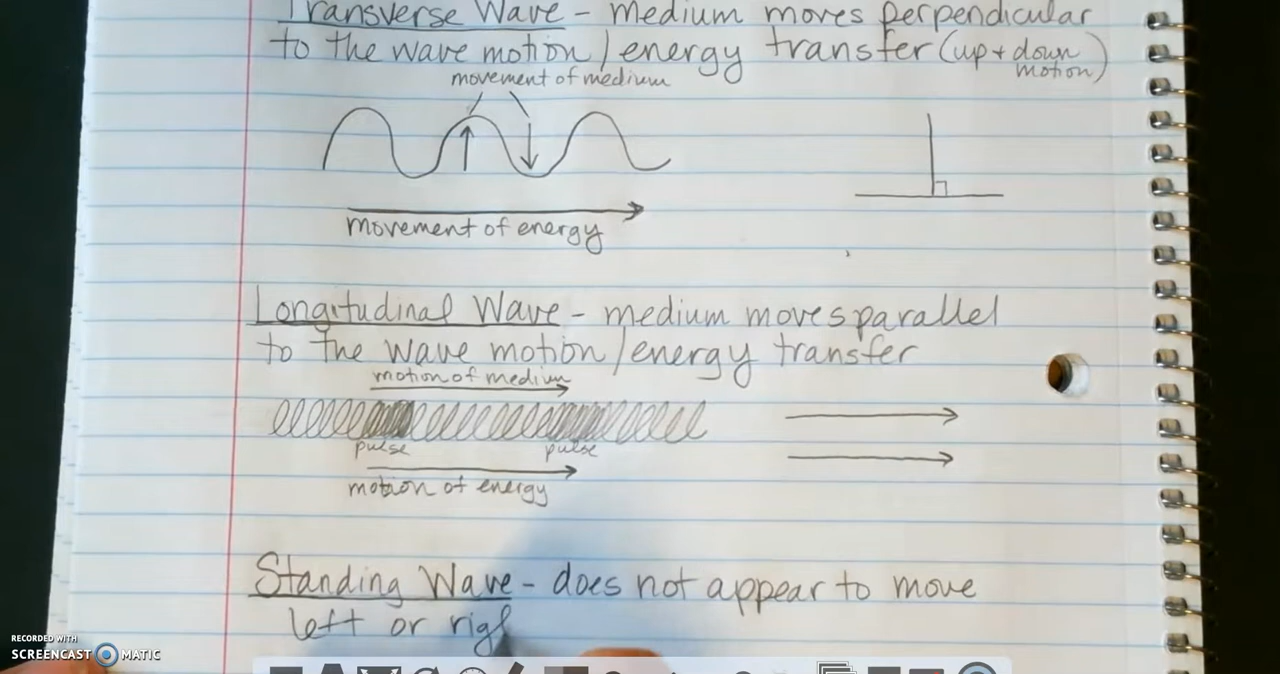 Transverse Wave - medium moves perpendicular
to the wave motion/energy transfer (up + down
motion)
movement of medium
movement of energy
Longitudinal Wave - medium moves parallel
to the wave motion/energy transfer
motion of medium
pulse pulse
motion of energy
Standing Wave - does not appear to move
left or righ
RECORDED WITH
SCREENCAST MATIC